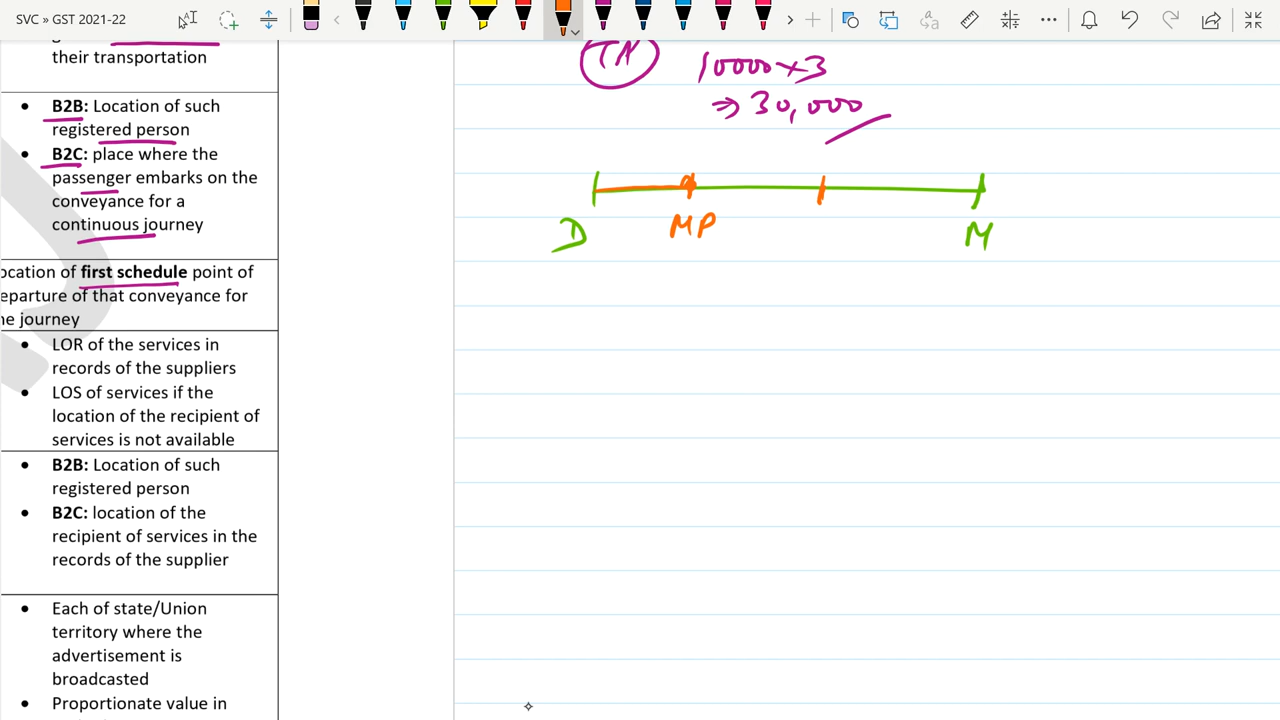 SVC » GST 2021-22
their transportation
B2B: Location of such
registered person
B2C: place where the
passenger embarks on the
conveyance for a
continuous journey
ocation of first schedule point of
eparture of that conveyance for
he journey
LOR of the services in
records of the suppliers
LOS of services if the
location of the recipient of
services is not available
B2B: Location of such
registered person
B2C: location of the
recipient of services in the
records of the supplier
Each of state/Union
territory where the
advertisement is
broadcasted
Proportionate value in
10000 x 3
⇒ 30,000
D MP M